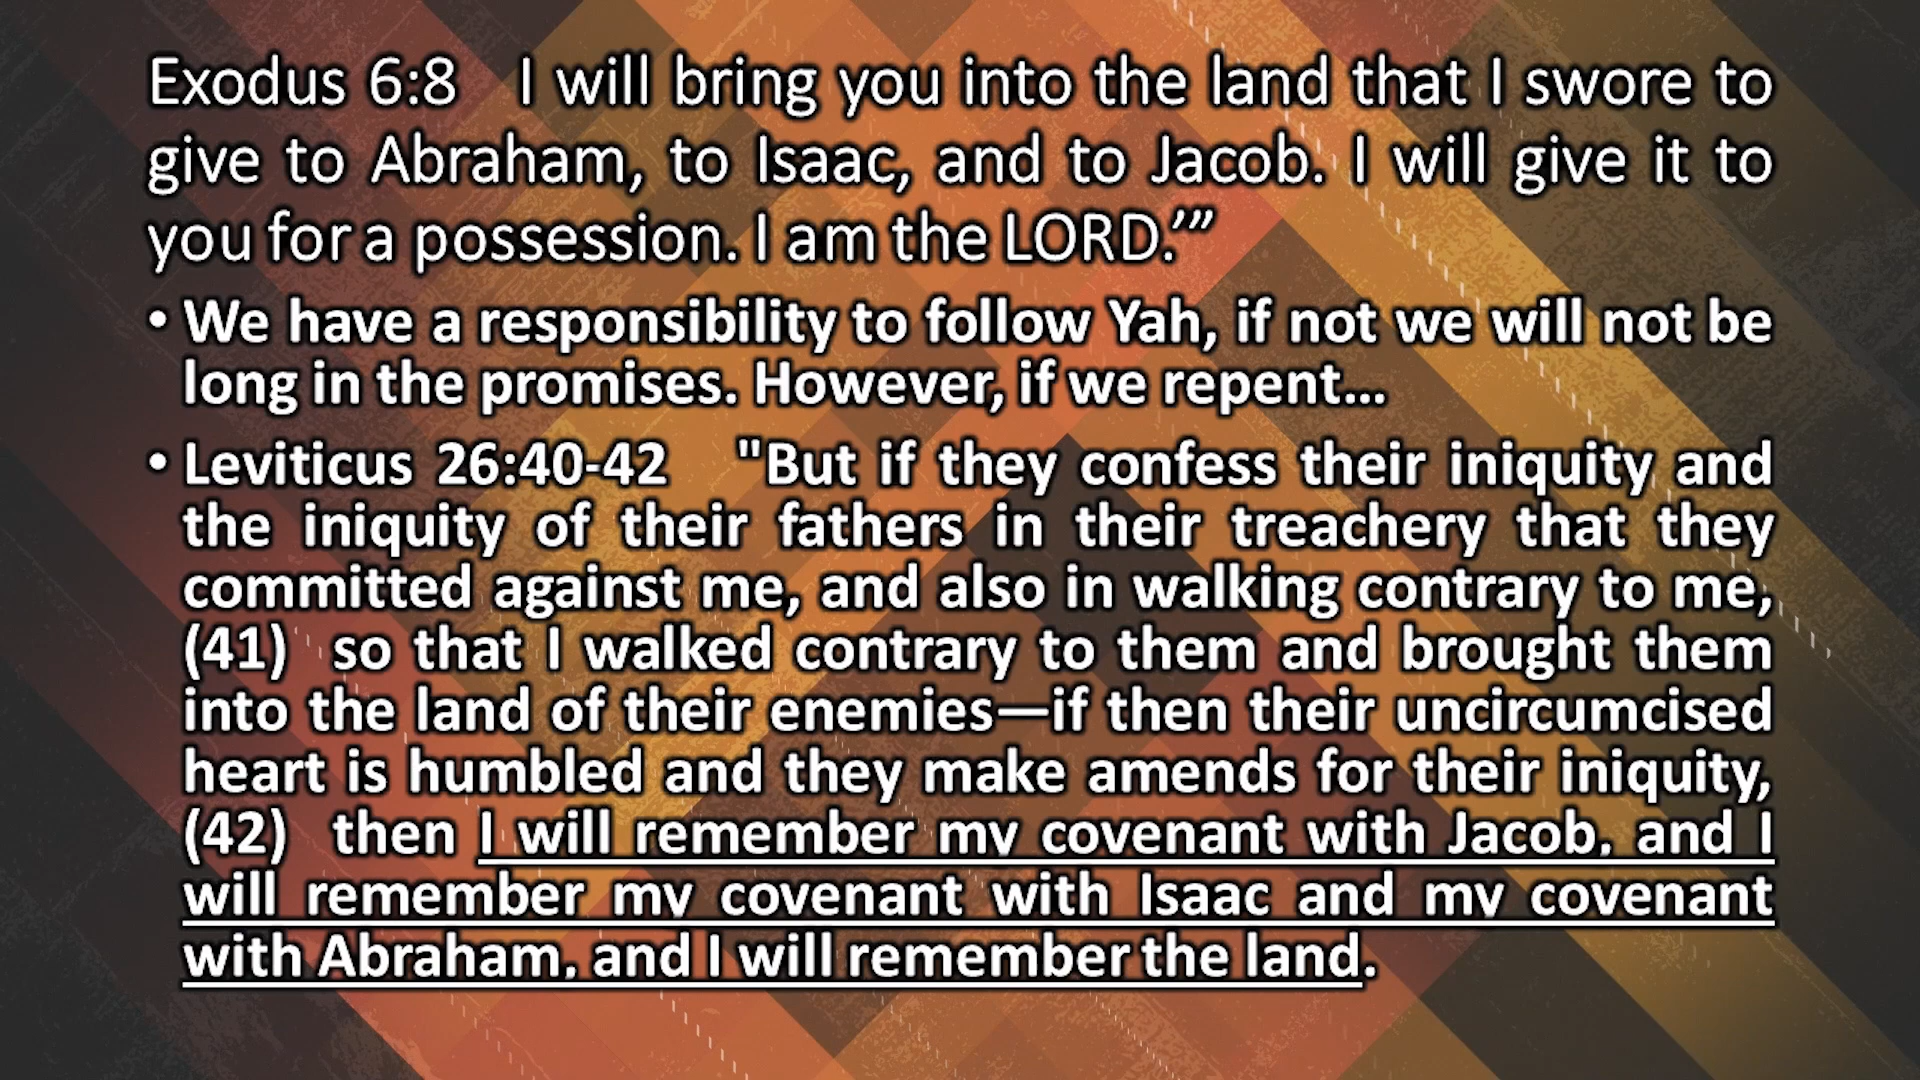 Exodus 6:8 I will bring you into the land that I swore to
give to Abraham, to Isaac, and to Jacob. I will give it to
you for a possession. I am the LORD.’”
• We have a responsibility to follow Yah, if not we will not be
long in the promises. However, if we repent…
• Leviticus 26:40-42 "But if they confess their iniquity and
the iniquity of their fathers in their treachery that they
committed against me, and also in walking contrary to me,
(41) so that I walked contrary to them and brought them
into the land of their enemies—if then their uncircumcised
heart is humbled and they make amends for their iniquity,
(42) then I will remember my covenant with Jacob, and I
will remember my covenant with Isaac and my covenant
with Abraham, and I will remember the land.